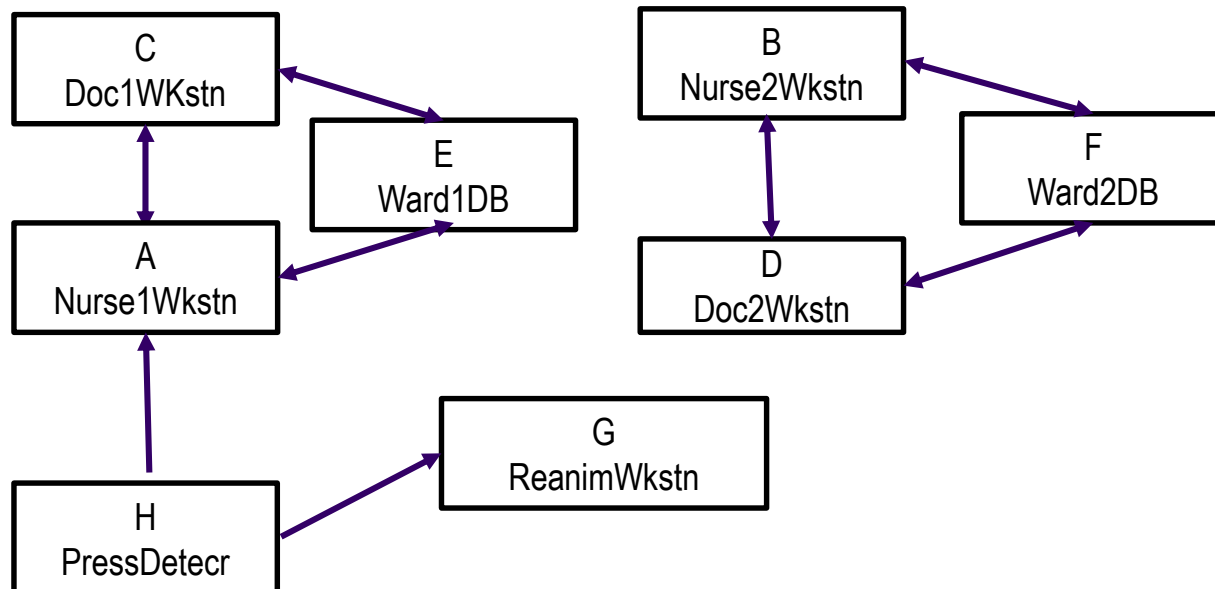 C
Doc1WKstn
B
Nurse2Wkstn
E
Ward1DB
F
Ward2DB
A
Nurse1Wkstn
D
Doc2Wkstn
G
ReanimWkstn
H
PressDetecr